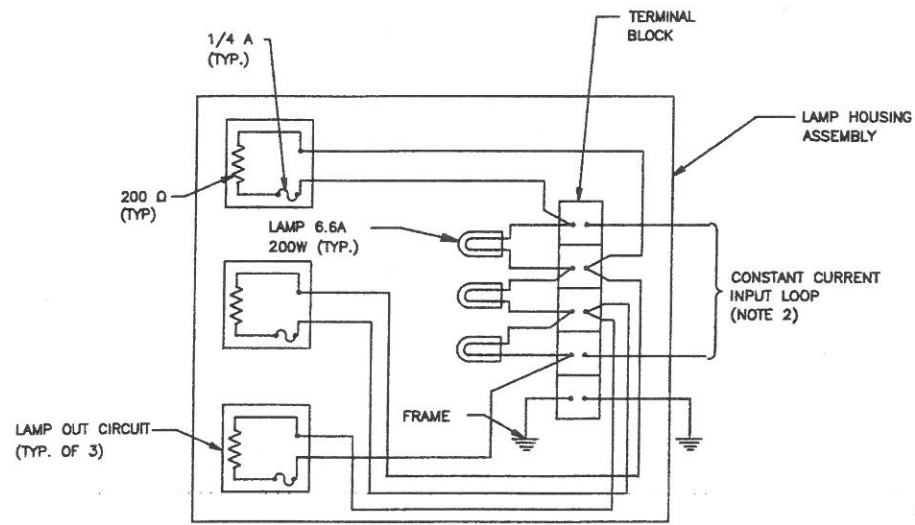 TERMINAL
BLOCK
1/4 A
(TYP.)
LAMP HOUSING
ASSEMBLY
200 Ω
(TYP)
LAMP 6.6A
200W (TYP.)
CONSTANT CURRENT
INPUT LOOP
(NOTE 2)
FRAME
LAMP OUT CIRCUIT
(TYP. OF 3)